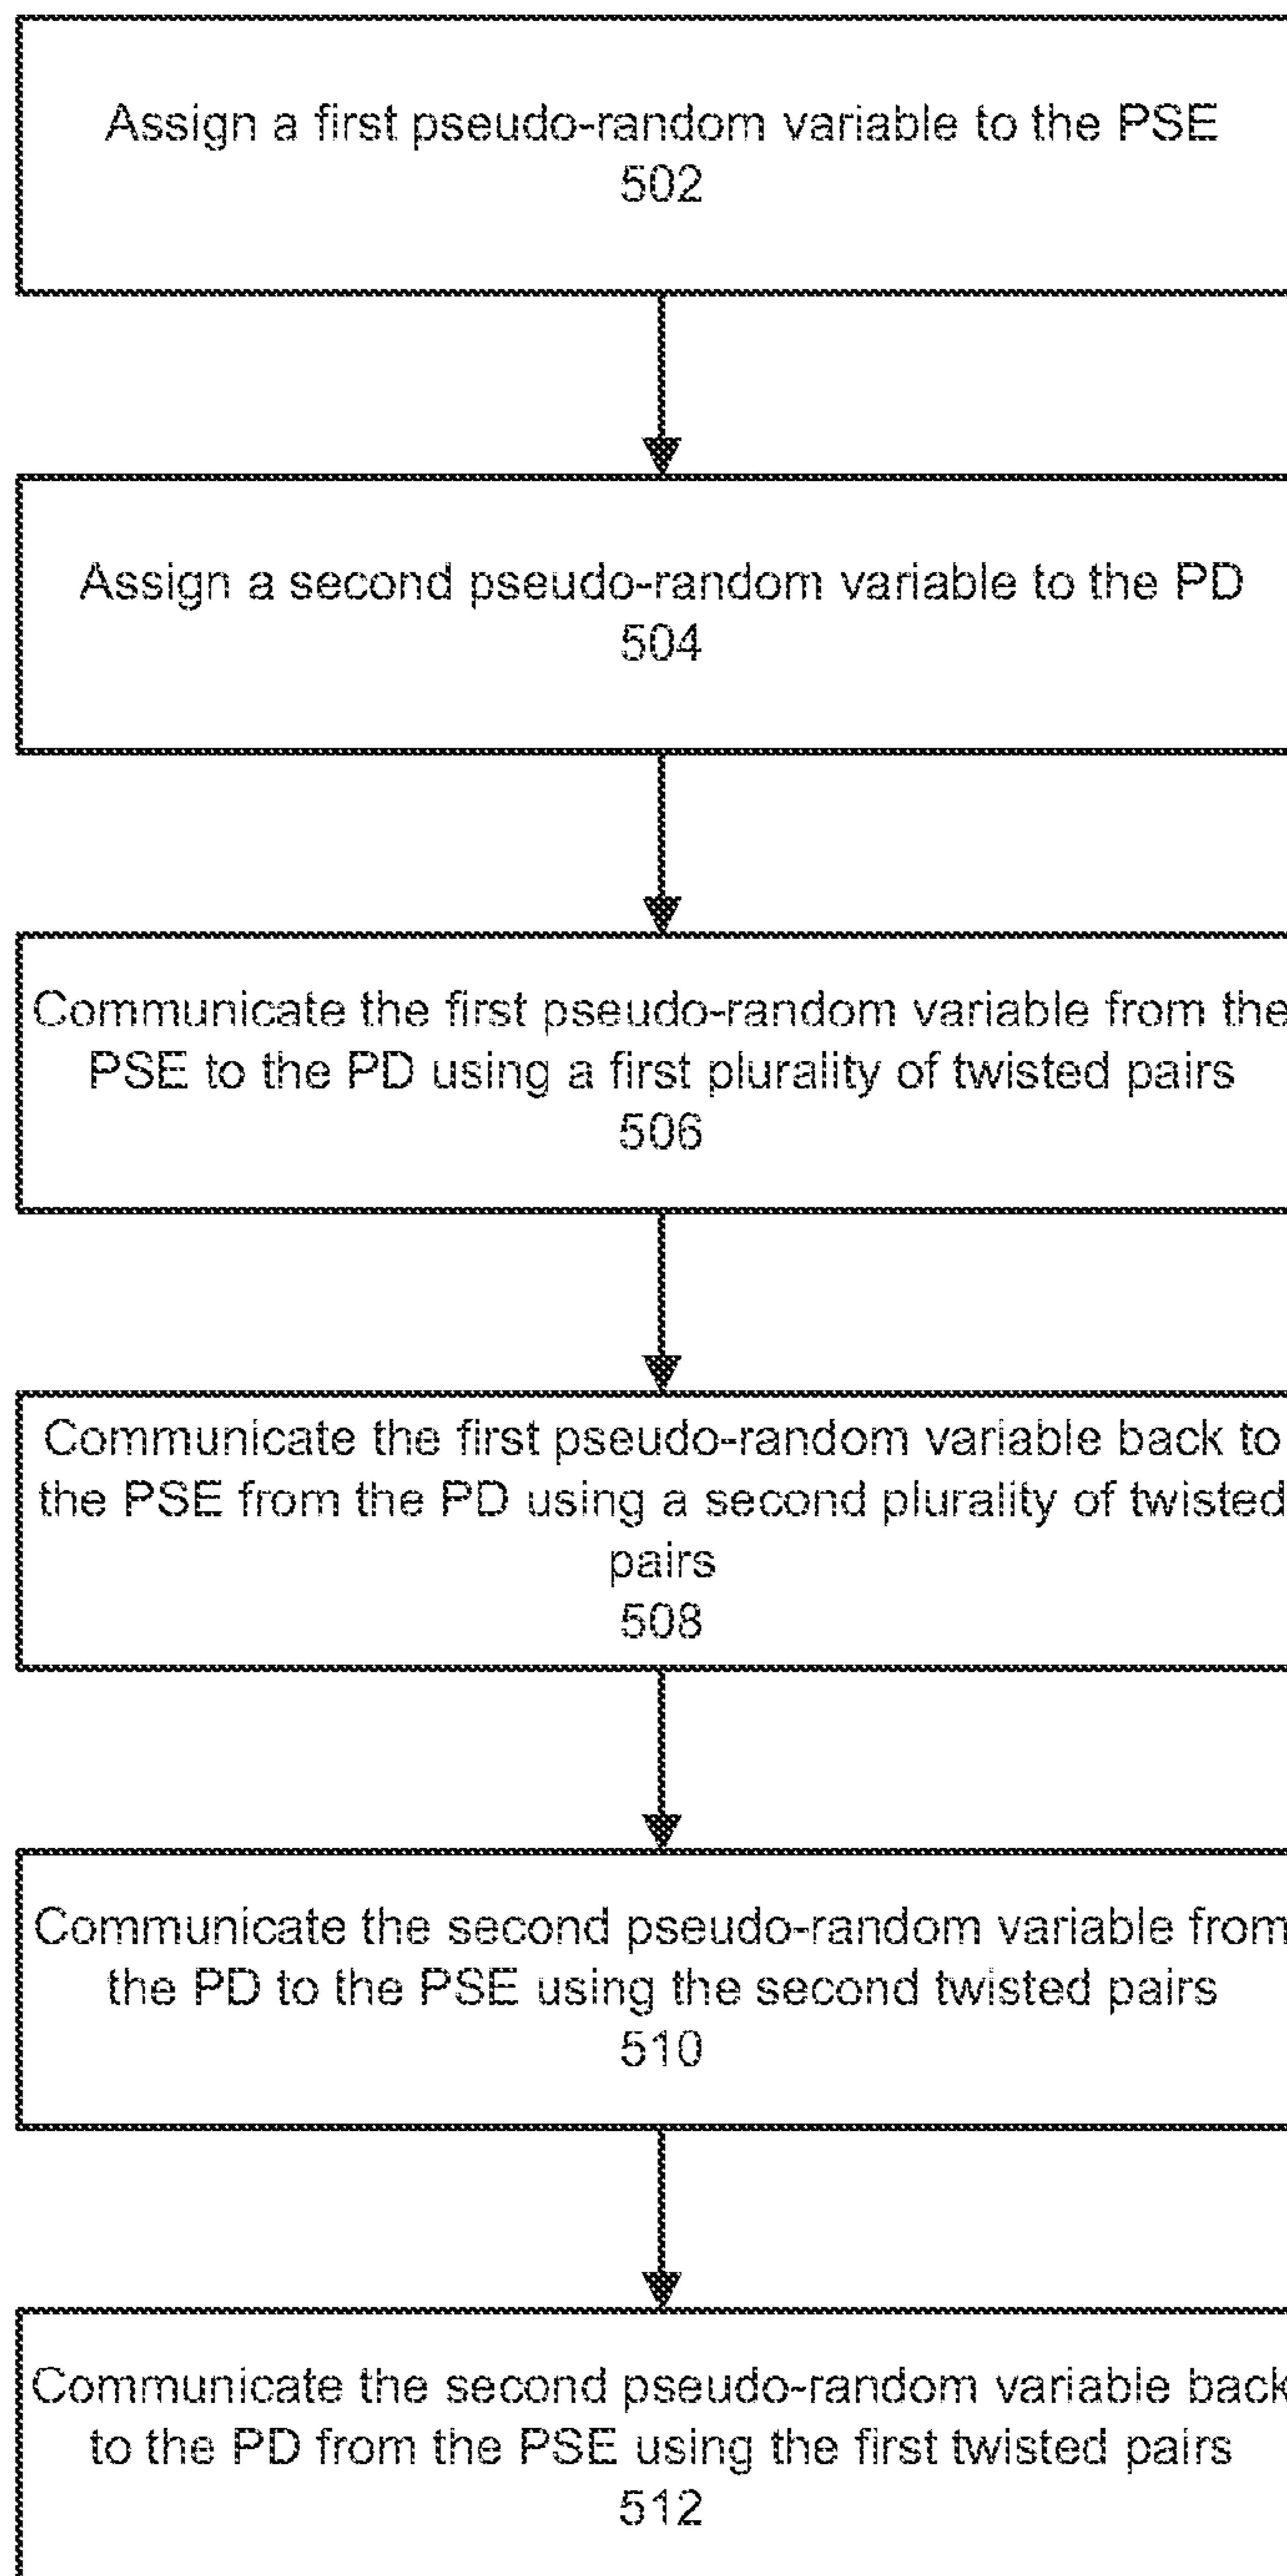 Assign a first pseudo-random variable to the PSE
502
Assign a second pseudo-random variable to the PD
504
Communicate the first pseudo-random variable from the
PSE to the PD using a first plurality of twisted pairs
506
Communicate the first pseudo-random variable back to
the PSE from the PD using a second plurality of twisted
pairs
508
Communicate the second pseudo-random variable from
the PD to the PSE using the second twisted pairs
510
Communicate the second pseudo-random variable back
to the PD from the PSE using the first twisted pairs
512